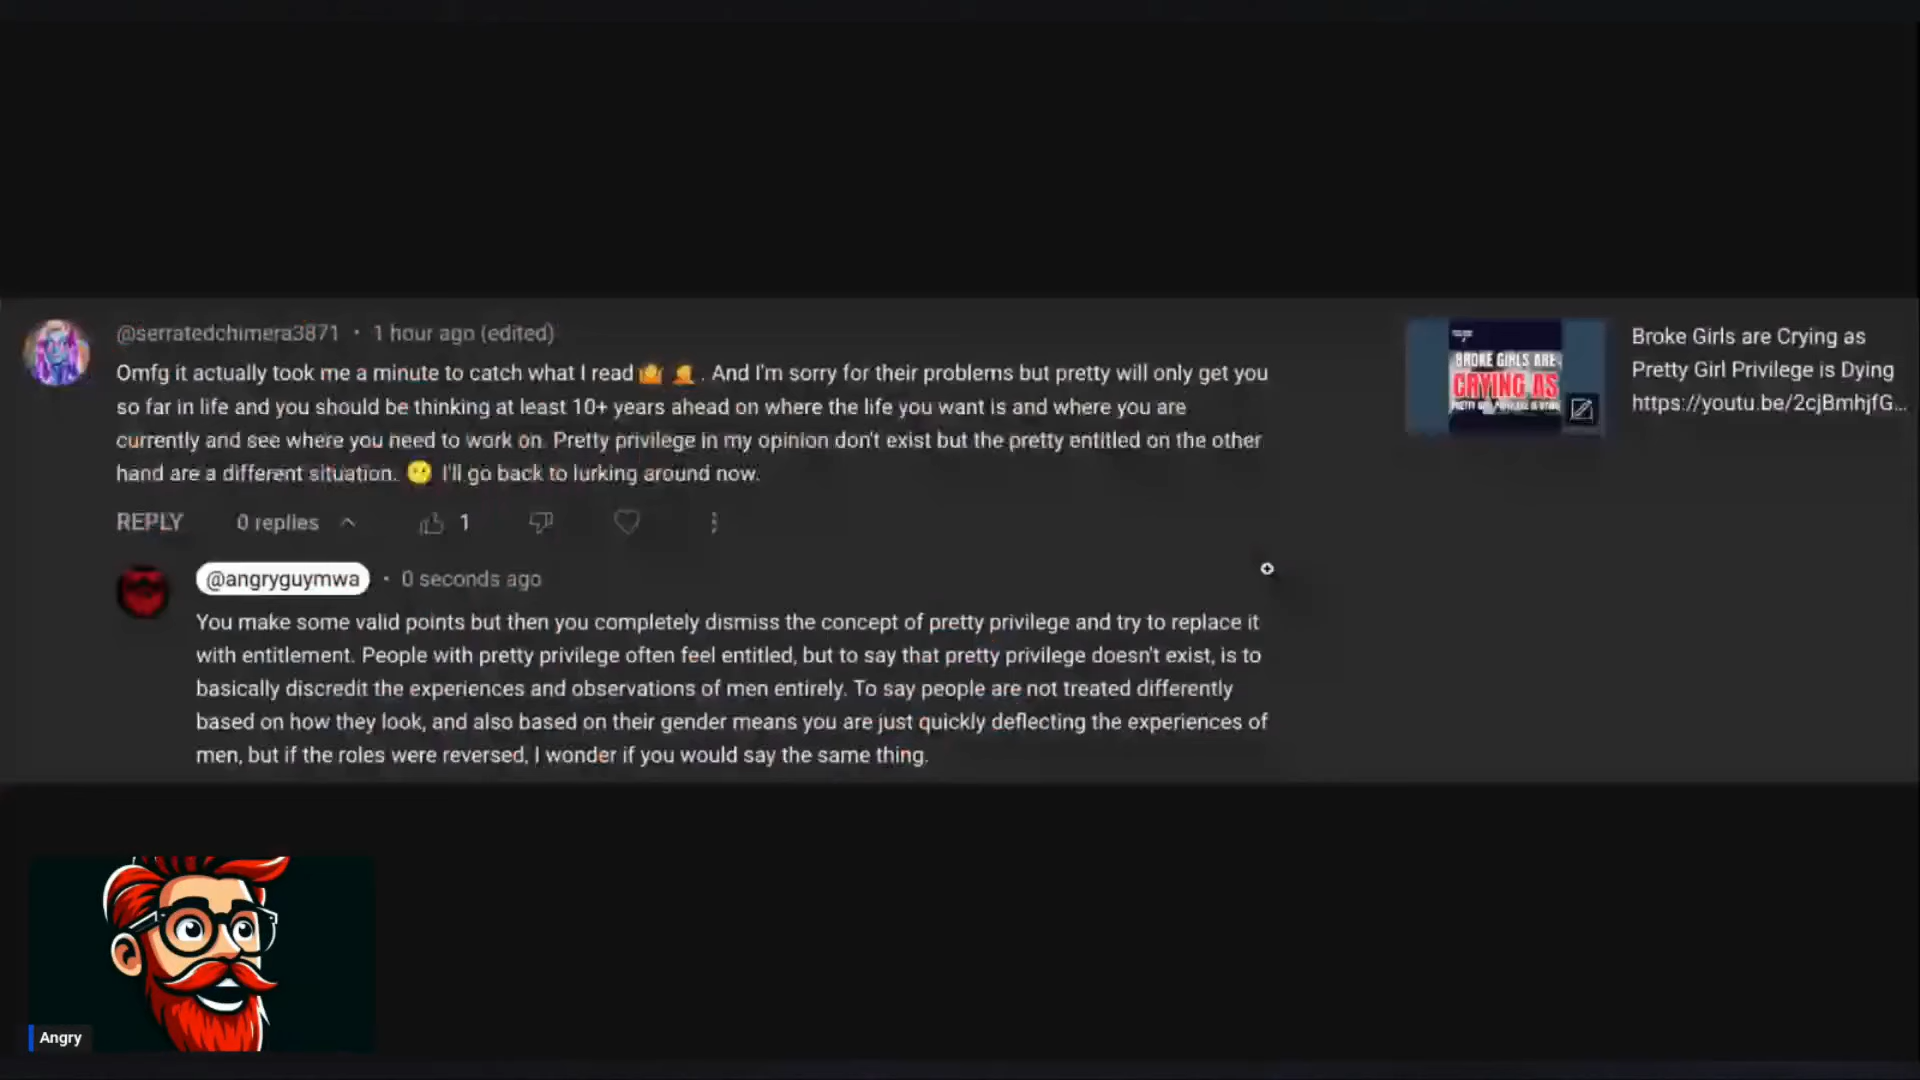 @serratedchimera3871 • 1 hour ago (edited)
Omfg it actually took me a minute to catch what I read 🤷 🤦 . And I'm sorry for their problems but pretty will only get you
so far in life and you should be thinking at least 10+ years ahead on where the life you want is and where you are
currently and see where you need to work on. Pretty privilege in my opinion don't exist but the pretty entitled on the other
hand are a different situation. 🤔 I'll go back to lurking around now.
REPLY 0 replies 1
@angryguymwa • 0 seconds ago
You make some valid points but then you completely dismiss the concept of pretty privilege and try to replace it
with entitlement. People with pretty privilege often feel entitled, but to say that pretty privilege doesn't exist, is to
basically discredit the experiences and observations of men entirely. To say people are not treated differently
based on how they look, and also based on their gender means you are just quickly deflecting the experiences of
men, but if the roles were reversed, I wonder if you would say the same thing.
BROKE GIRLS ARE
CRYING AS
Broke Girls are Crying as
Pretty Girl Privilege is Dying
https://youtu.be/2cjBmhjfG...
Angry